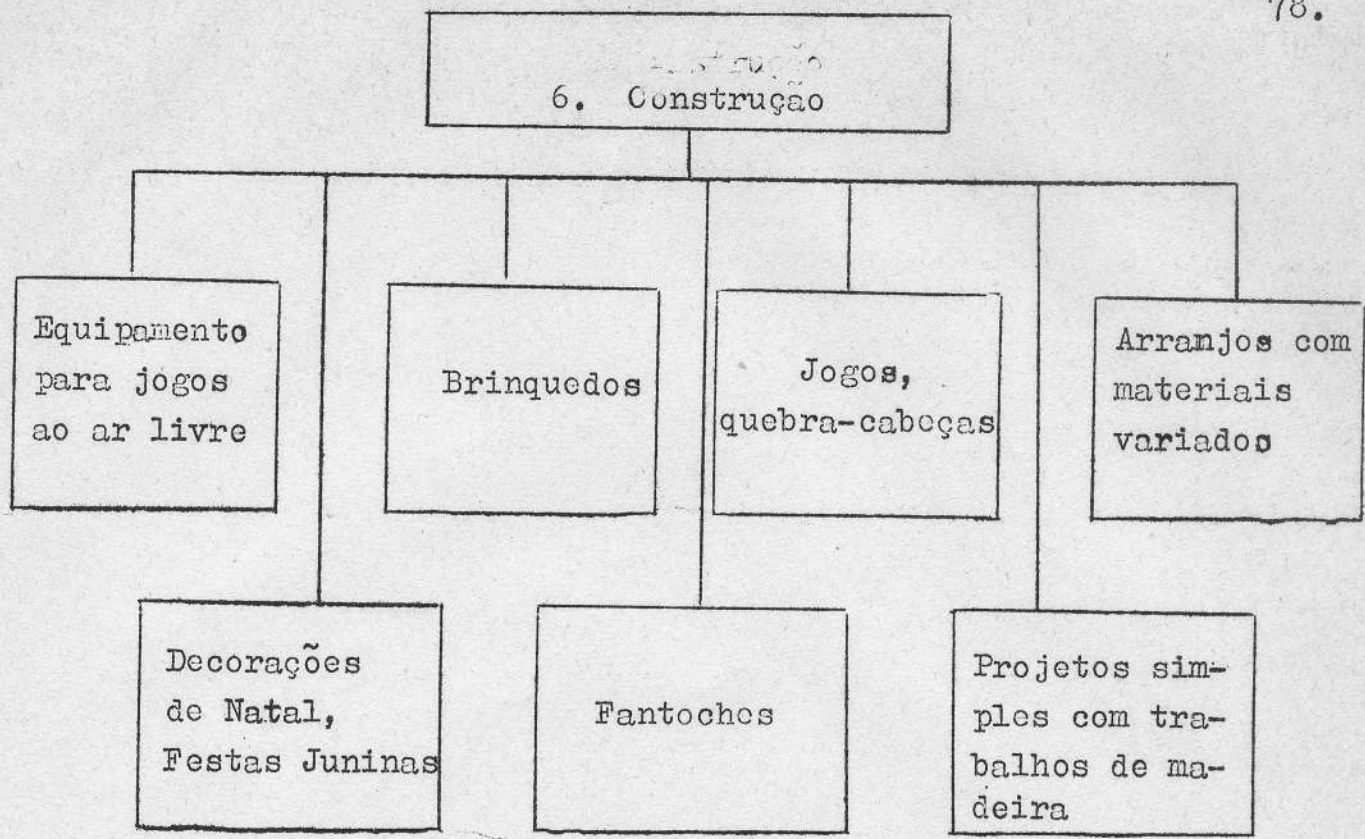 78.
6. Construção
Equipamento
para jogos
ao ar livre
Brinquedos
Jogos,
quebra-cabeças
Arranjos com
materiais
variados
Decorações
de Natal,
Festas Juninas
Fantoches
Projetos sim-
ples com tra-
balhos de ma-
deira